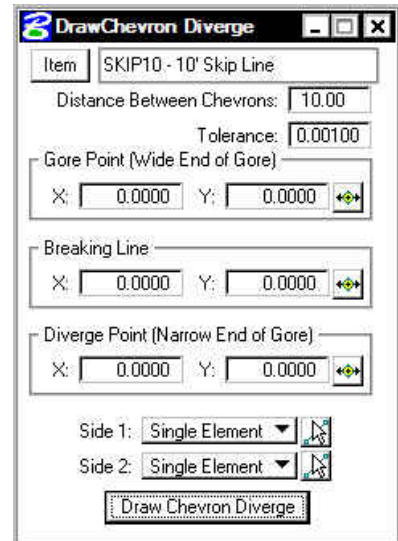 DrawChevron Diverge
Item SKIP10 - 10' Skip Line
Distance Between Chevrons: 10.00
Tolerance: 0.00100
Gore Point (Wide End of Gore)
X: 0.0000 Y: 0.0000
Breaking Line
X: 0.0000 Y: 0.0000
Diverge Point (Narrow End of Gore)
X: 0.0000 Y: 0.0000
Side 1: Single Element
Side 2: Single Element
Draw Chevron Diverge